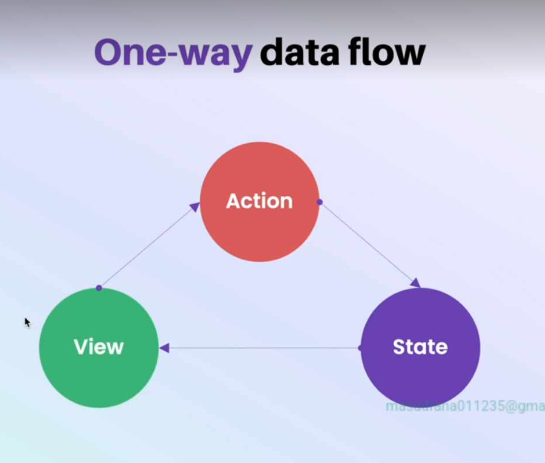 One-way data flow
Action
View
State